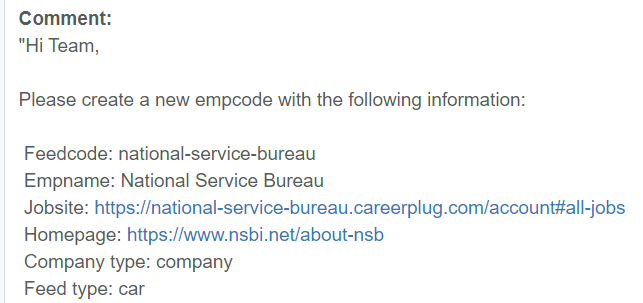 Comment:
"Hi Team,
Please create a new empcode with the following information:
Feedcode: national-service-bureau
Empname: National Service Bureau
Jobsite: https://national-service-bureau.careerplug.com/account#all-jobs
Homepage: https://www.nsbi.net/about-nsb
Company type: company
Feed type: car